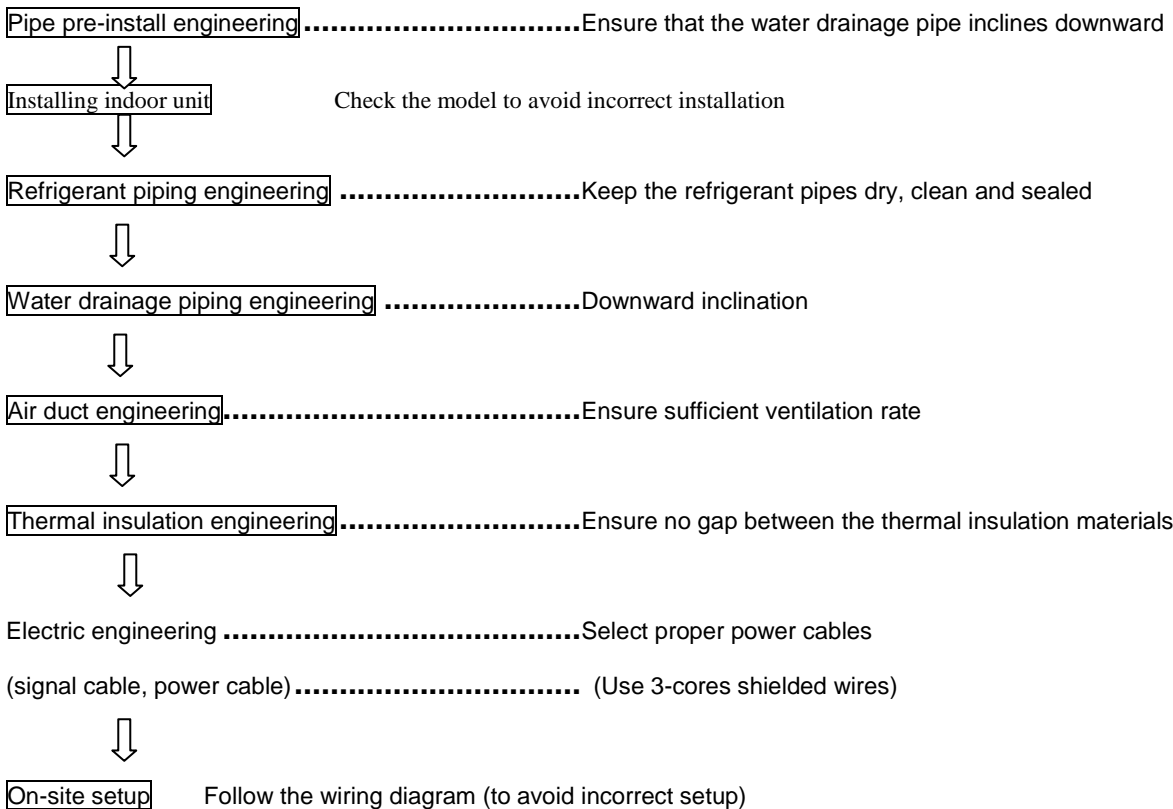 Pipe pre-install engineering ............................... Ensure that the water drainage pipe inclines downward
Installing indoor unit Check the model to avoid incorrect installation
Refrigerant piping engineering ........................... Keep the refrigerant pipes dry, clean and sealed
Water drainage piping engineering ...................... Downward inclination
Air duct engineering ........................................ Ensure sufficient ventilation rate
Thermal insulation engineering ........................... Ensure no gap between the thermal insulation materials
Electric engineering ........................................ Select proper power cables
(signal cable, power cable) ................................ (Use 3-cores shielded wires)
On-site setup Follow the wiring diagram (to avoid incorrect setup)